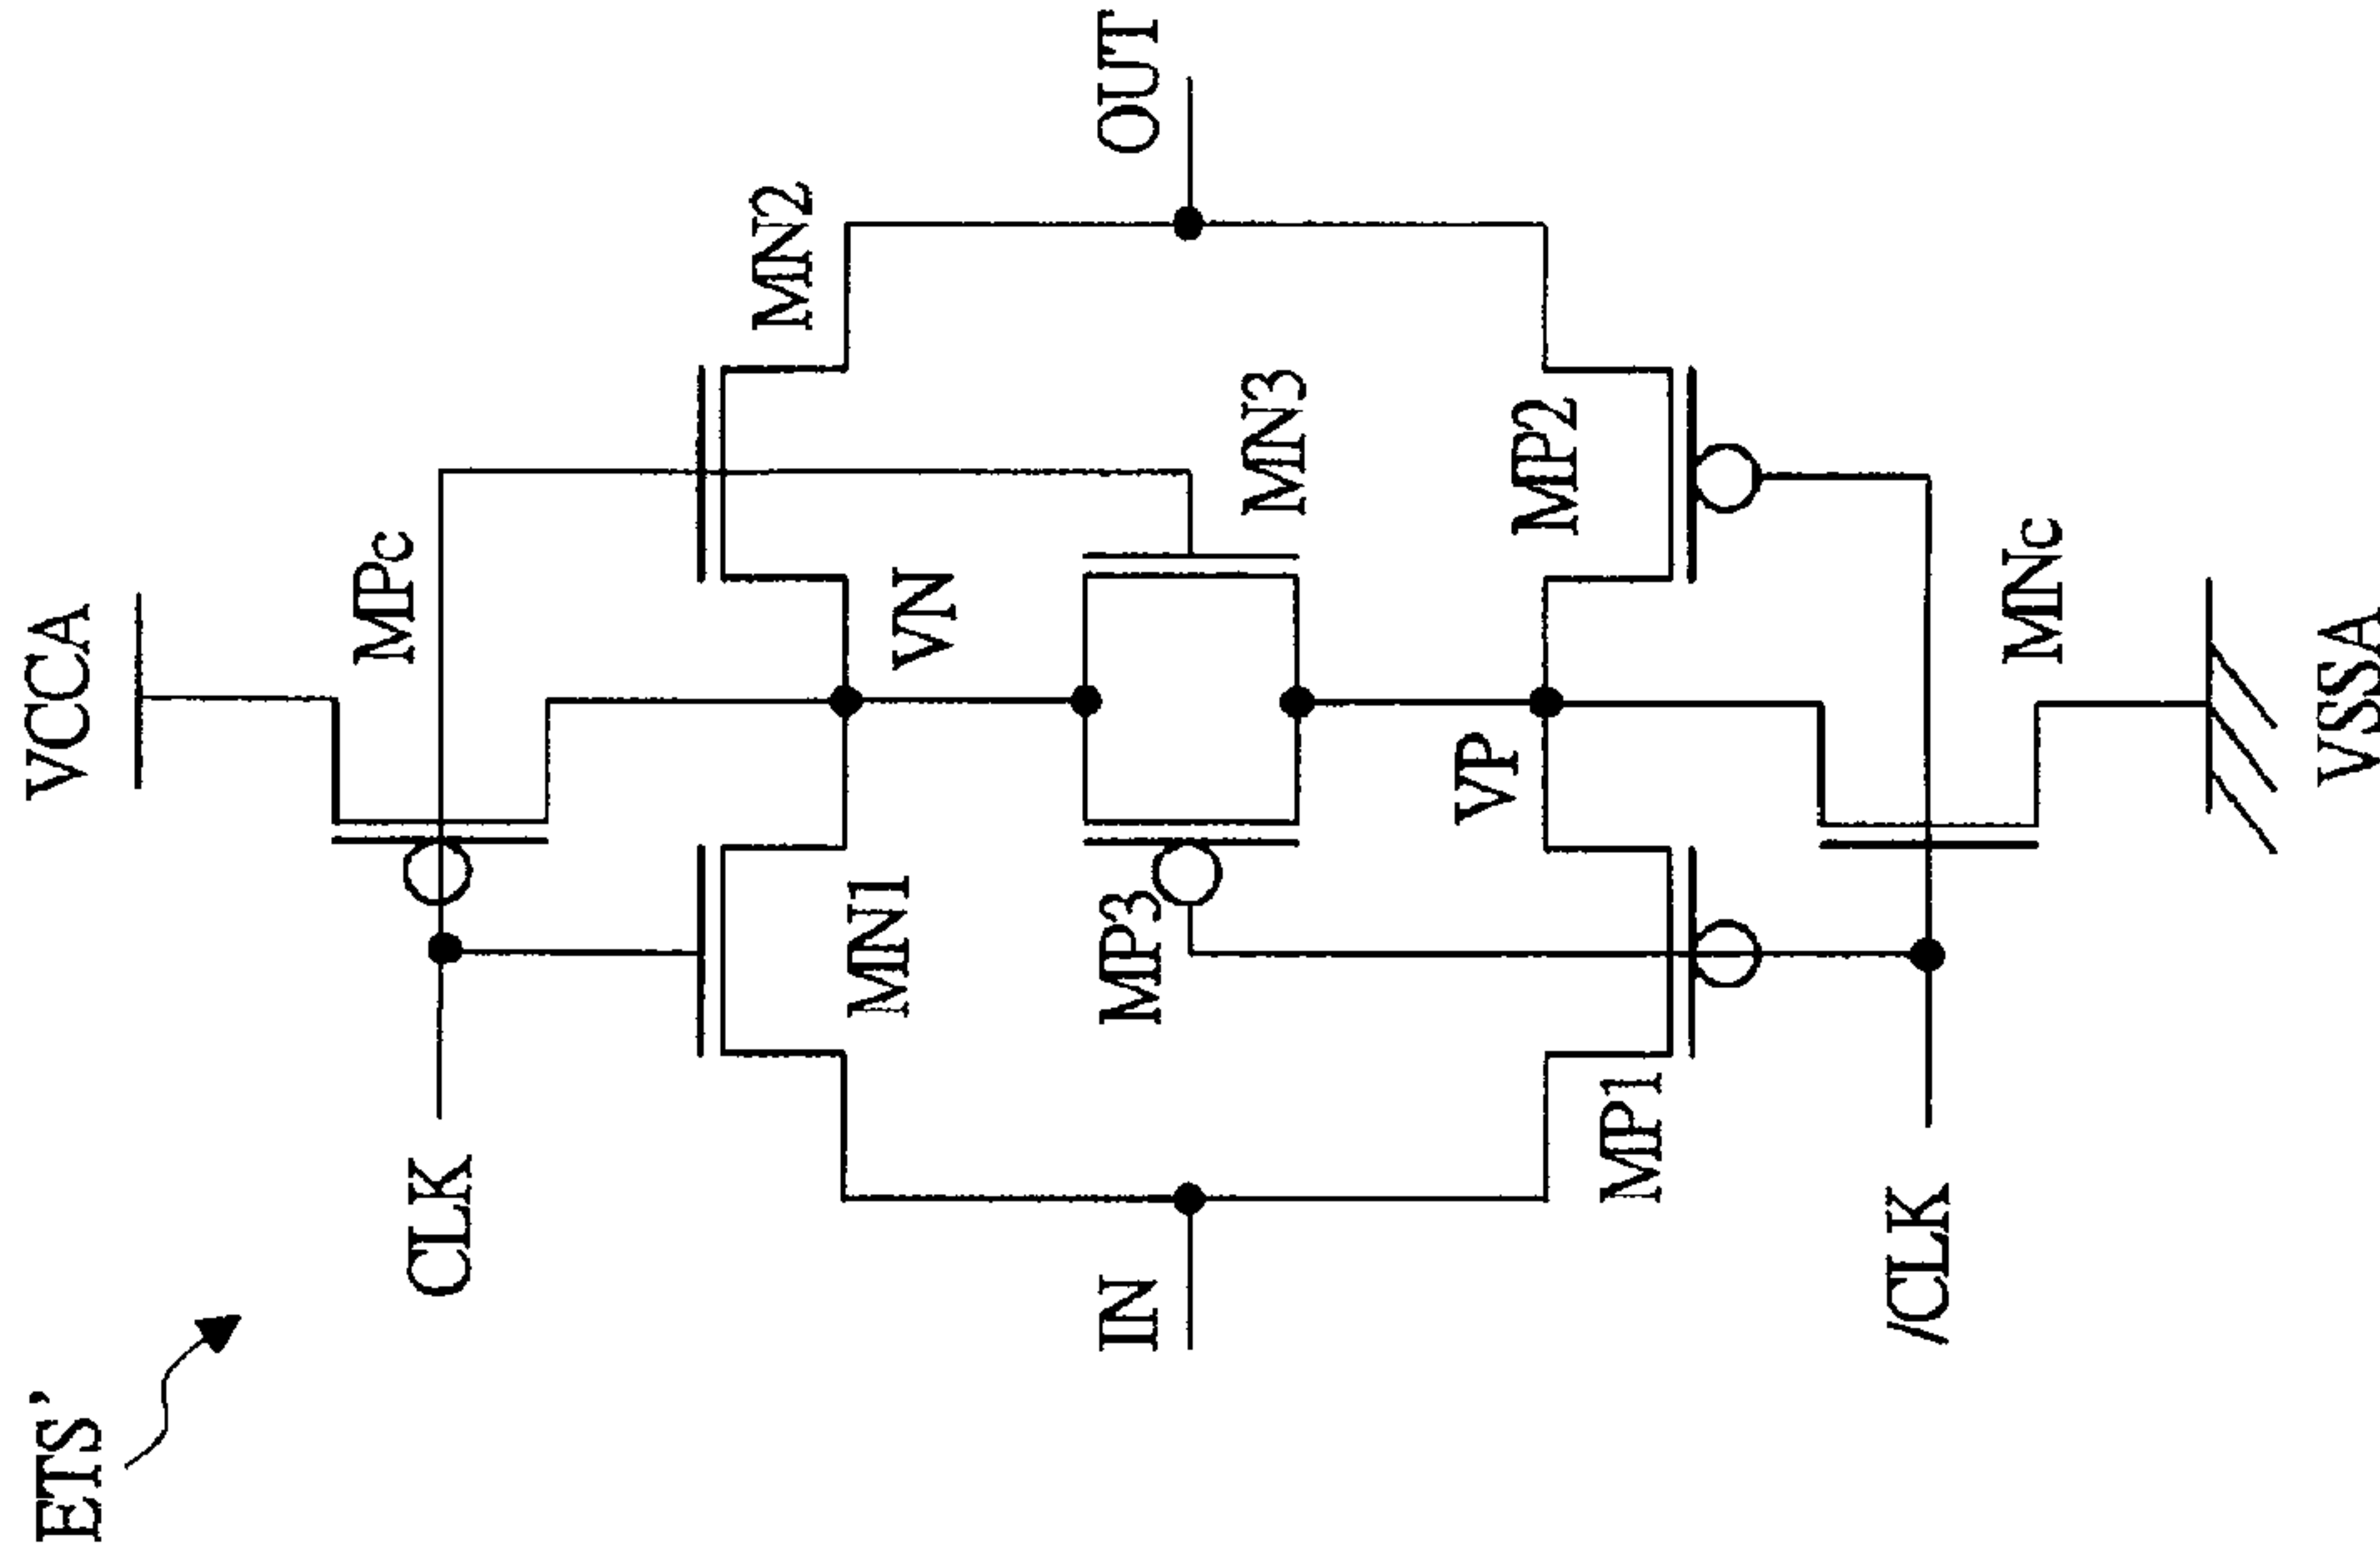 ETS’
VCCA
MPc
CLK
MN2
MN1
VN
OUT
IN
MP3
MN3
VP
MP2
MP1
/CLK
MNc
VSSA